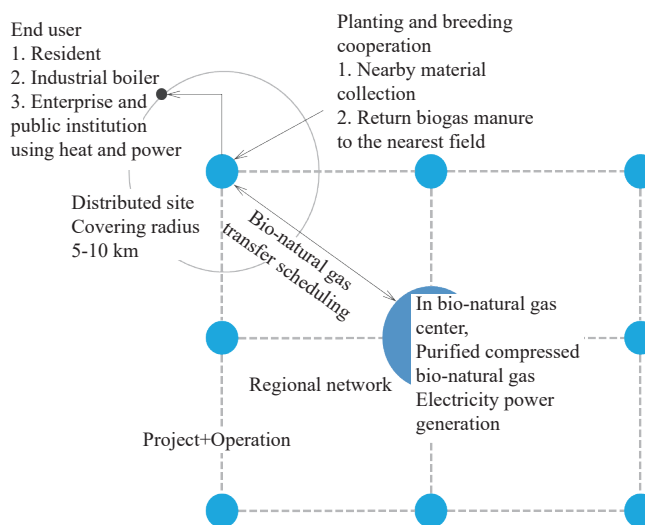 End user
1. Resident
2. Industrial boiler
3. Enterprise and
public institution
using heat and power
Planting and breeding
cooperation
1. Nearby material
collection
2. Return biogas manure
to the nearest field
Distributed site
Covering radius
5-10 km
Bio-natural gas
transfer scheduling
In bio-natural gas
center,
Purified compressed
bio-natural gas
Electricity power
generation
Regional network
Project+Operation